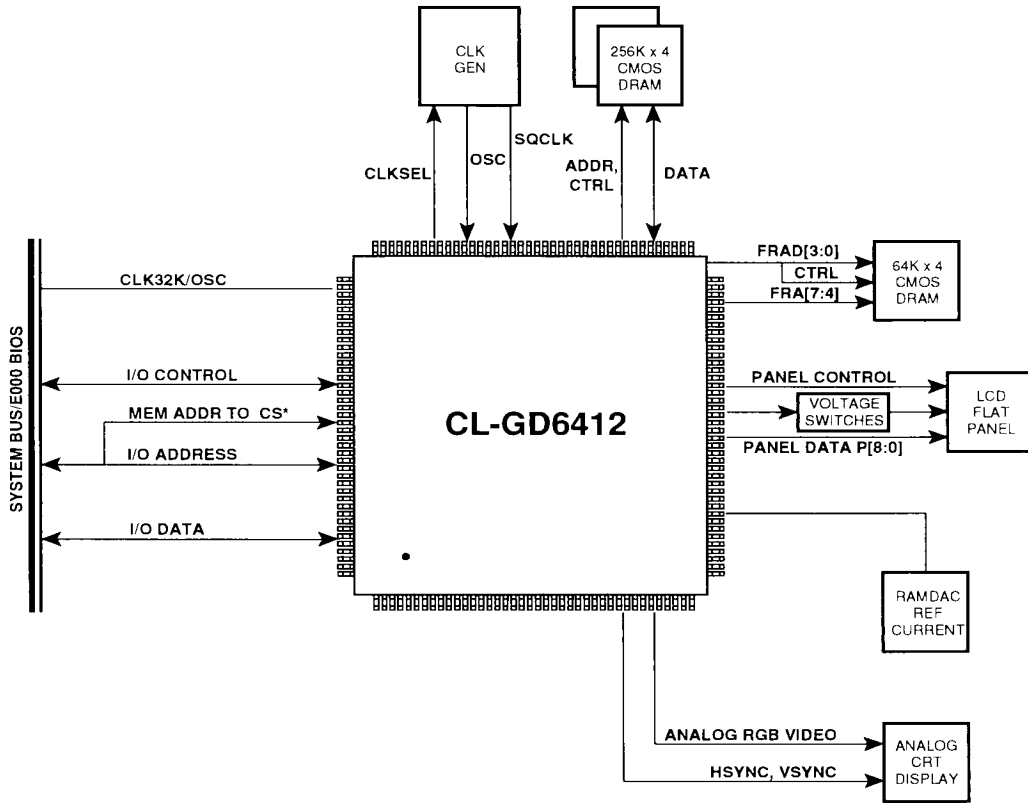 CLK
GEN
256K x 4
CMOS
DRAM
CLKSEL
OSC
SQCLK
ADDR,
CTRL
DATA
SYSTEM BUS/E000 BIOS
CLK32K/OSC
I/O CONTROL
MEM ADDR TO CS*
I/O ADDRESS
I/O DATA
CL-GD6412
FRAD[3:0]
CTRL
FRA[7:4]
64K x 4
CMOS
DRAM
PANEL CONTROL
VOLTAGE
SWITCHES
PANEL DATA P[8:0]
LCD
FLAT
PANEL
RAMDAC
REF
CURRENT
ANALOG RGB VIDEO
HSYNC, VSYNC
ANALOG
CRT
DISPLAY